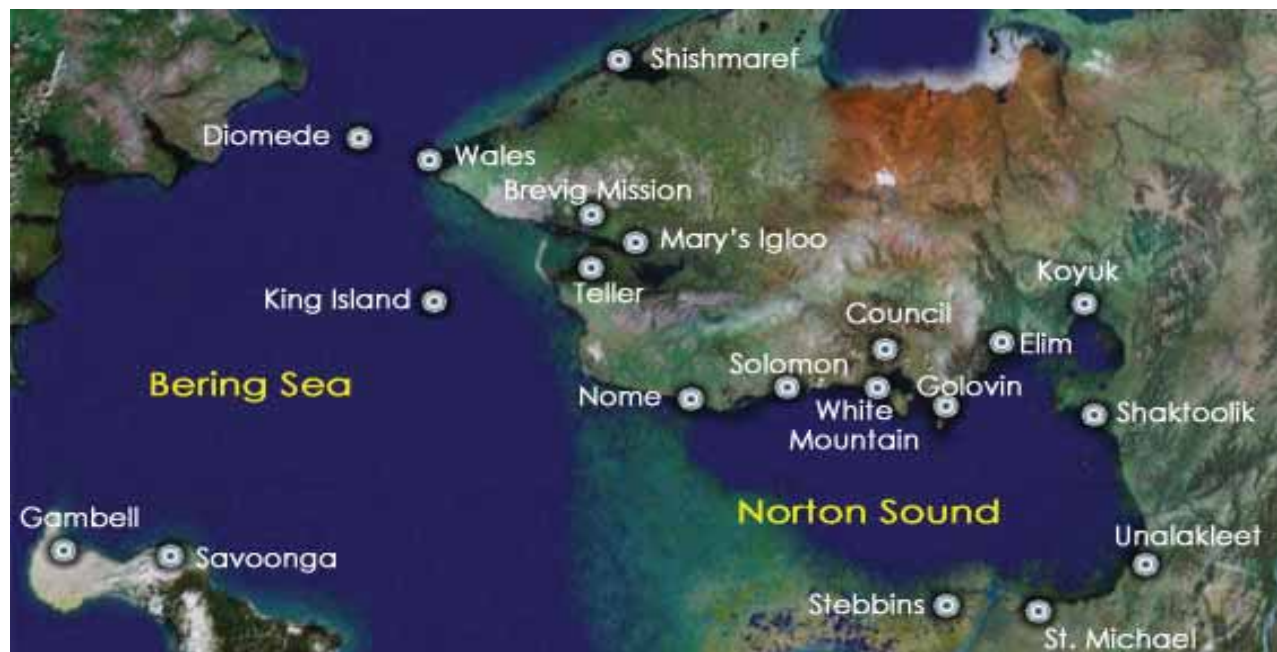 Shishmaref
Diomede
Wales
Brevig Mission
Mary's Igloo
Koyuk
Teller
King Island
Council
Elim
Solomon
Bering Sea
Golovin
Nome
White
Mountain
Shaktoolik
Norton Sound
Gambell
Unalakleet
Savoonga
Stebbins
St. Michael